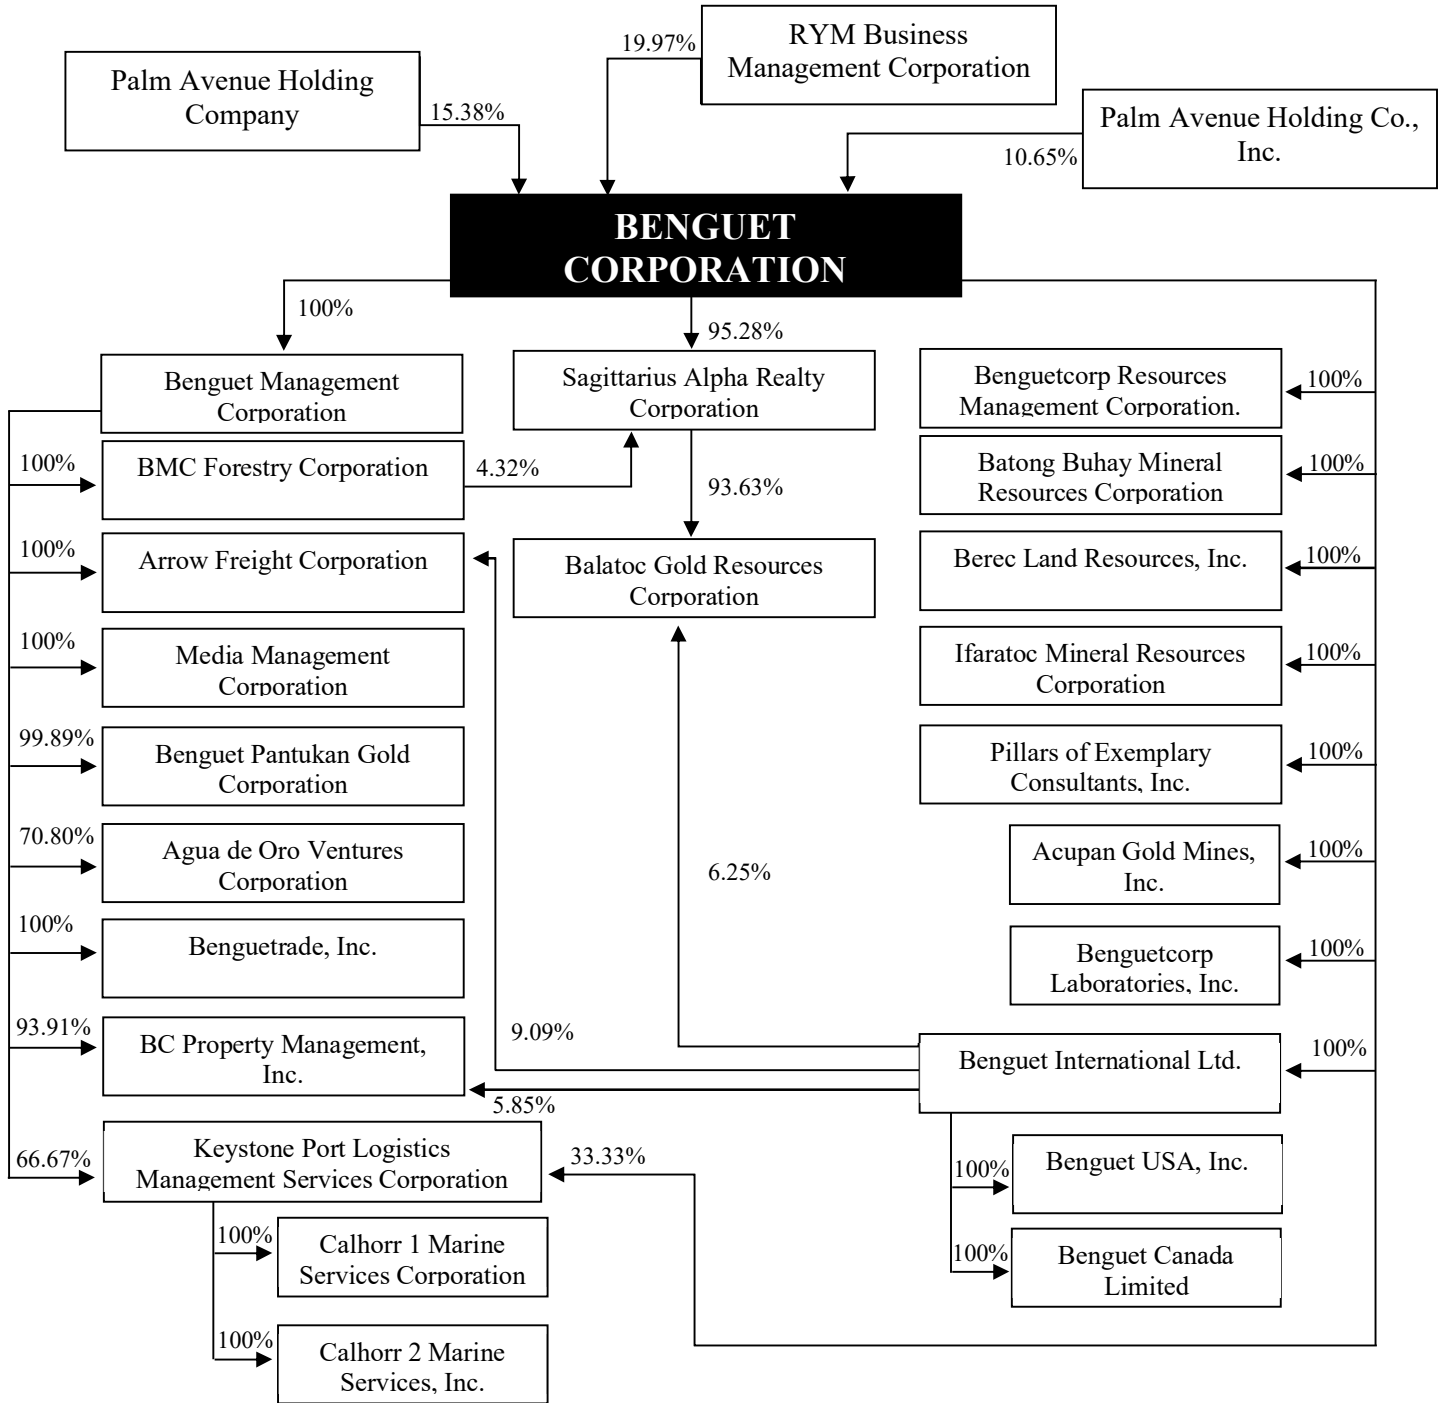 RYM Business
Management Corporation
19.97%
Palm Avenue Holding
Company
15.38%
Palm Avenue Holding Co.,
Inc.
10.65%
BENGUET
CORPORATION
100%
95.28%
Benguet Management
Corporation
Sagittarius Alpha Realty
Corporation
Benguetcorp Resources
Management Corporation.
100%
100%
BMC Forestry Corporation
4.32%
93.63%
Batong Buhay Mineral
Resources Corporation
100%
100%
Arrow Freight Corporation
Balatoc Gold Resources
Corporation
Berec Land Resources, Inc.
100%
100%
Media Management
Corporation
Ifaratoc Mineral Resources
Corporation
100%
99.89%
Benguet Pantukan Gold
Corporation
Pillars of Exemplary
Consultants, Inc.
100%
70.80%
Agua de Oro Ventures
Corporation
6.25%
Acupan Gold Mines,
Inc.
100%
100%
Benguetrade, Inc.
Benguetcorp
Laboratories, Inc.
100%
93.91%
BC Property Management,
Inc.
9.09%
5.85%
Benguet International Ltd.
100%
66.67%
Keystone Port Logistics
Management Services Corporation
33.33%
100%
Benguet USA, Inc.
100%
Calhorr 1 Marine
Services Corporation
100%
Benguet Canada
Limited
100%
Calhorr 2 Marine
Services, Inc.